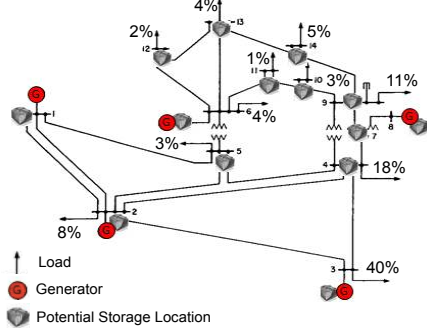 4%
13
2%
12
5%
14
1%
11
10
3%
11%
9
G
G
1
G
6
4%
8
7
3%
5
4
18%
2
8%
G
3
40%
G
Load
G
Generator
Potential Storage Location